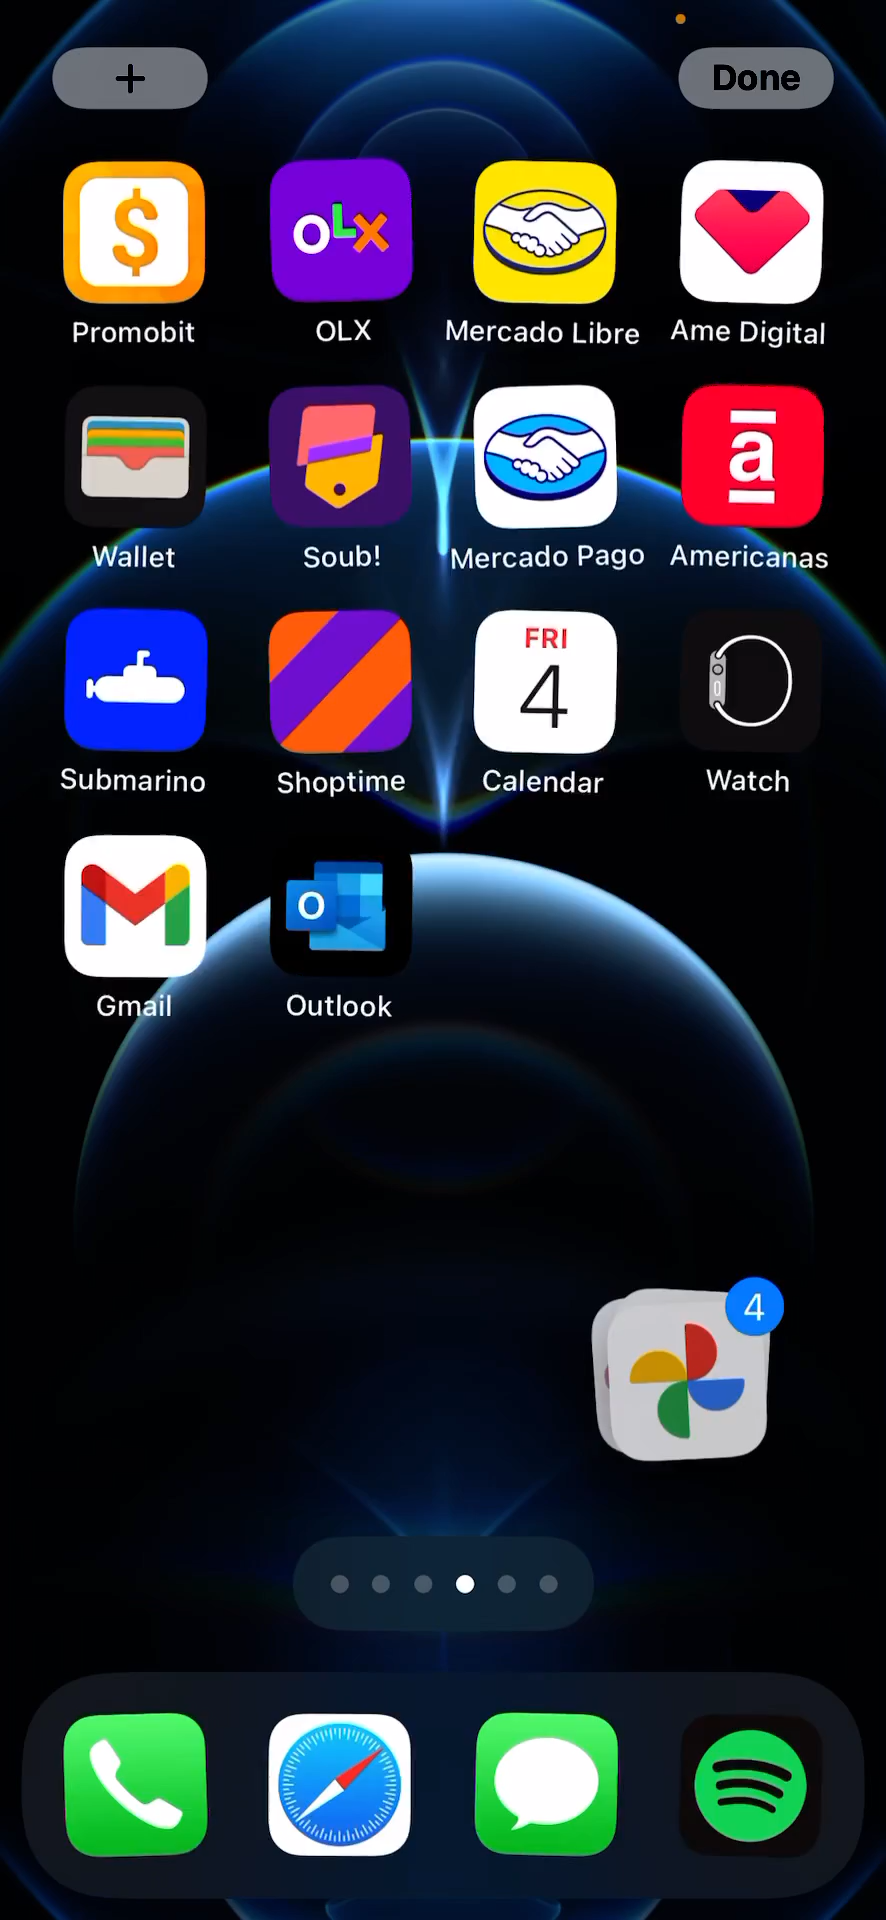 + Done
$
OLX
Promobit OLX Mercado Libre Ame Digital
a
Wallet Soub! Mercado Pago Americanas
FRI
4
Submarino Shoptime Calendar Watch
O
Gmail Outlook
4